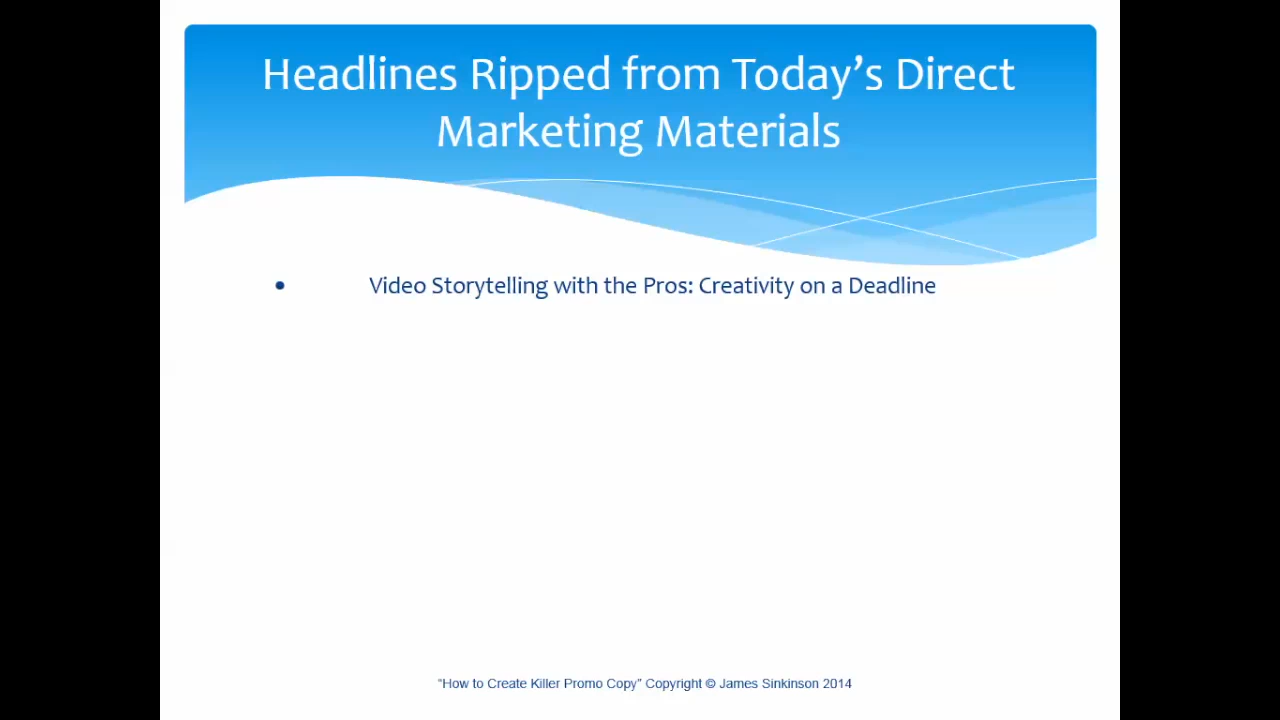 Headlines Ripped from Today’s Direct
Marketing Materials
• Video Storytelling with the Pros: Creativity on a Deadline
“How to Create Killer Promo Copy” Copyright © James Sinkinson 2014